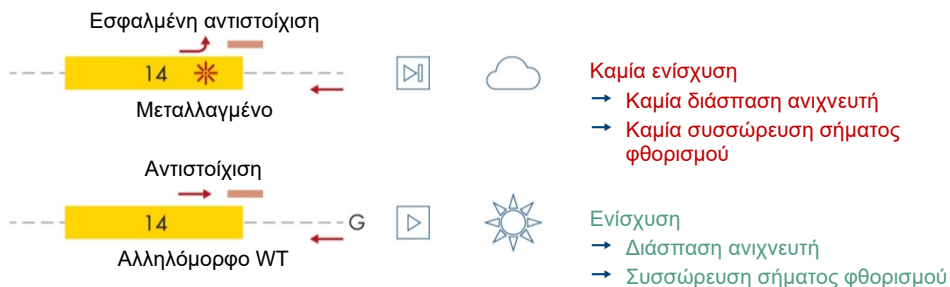 Εσφαλμένη αντιστοίχιση
14
Μεταλλαγμένο
Καμία ενίσχυση
→ Καμία διάσπαση ανιχνευτή
→ Καμία συσσώρευση σήματος
φθορισμού
Αντιστοίχιση
14
G
Αλληλόμορφο WT
Ενίσχυση
→ Διάσπαση ανιχνευτή
→ Συσσώρευση σήματος φθορισμού